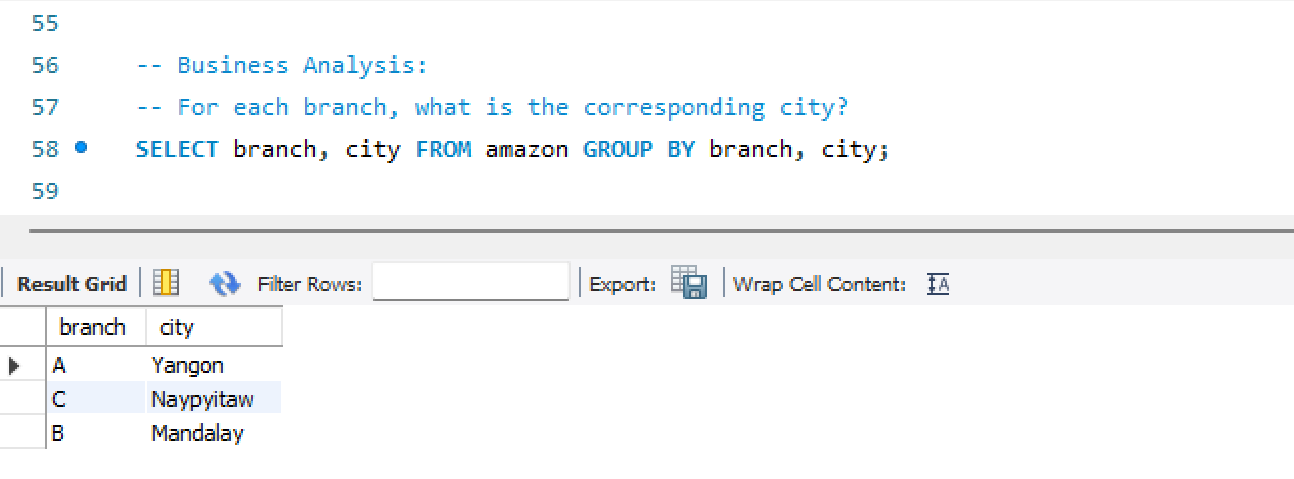 55
56 -- Business Analysis:
57 -- For each branch, what is the corresponding city?
58 SELECT branch, city FROM amazon GROUP BY branch, city;
59
Result Grid Filter Rows: Export: Wrap Cell Content: A
branch city
A Yangon
C Naypyitaw
B Mandalay